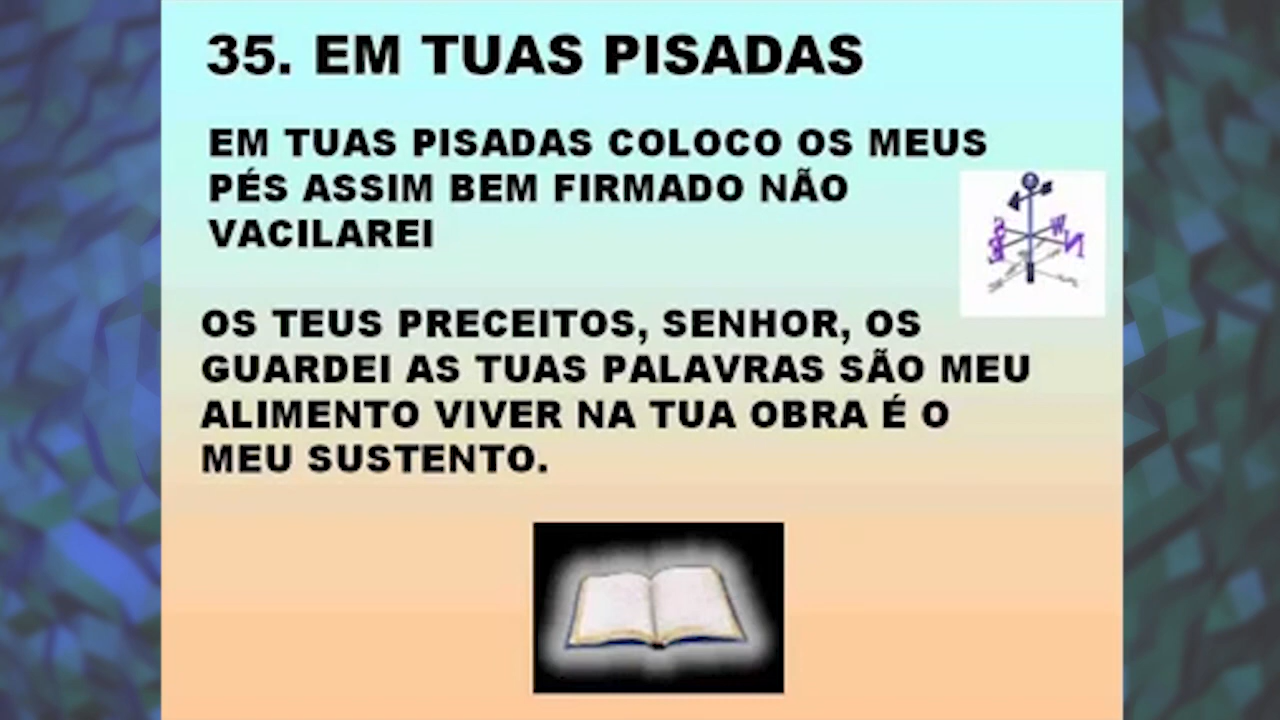 35. EM TUAS PISADAS
EM TUAS PISADAS COLOCO OS MEUS
PÉS ASSIM BEM FIRMADO NÃO
VACILAREI
OS TEUS PRECEITOS, SENHOR, OS
GUARDEI AS TUAS PALAVRAS SÃO MEU
ALIMENTO VIVER NA TUA OBRA É O
MEU SUSTENTO.